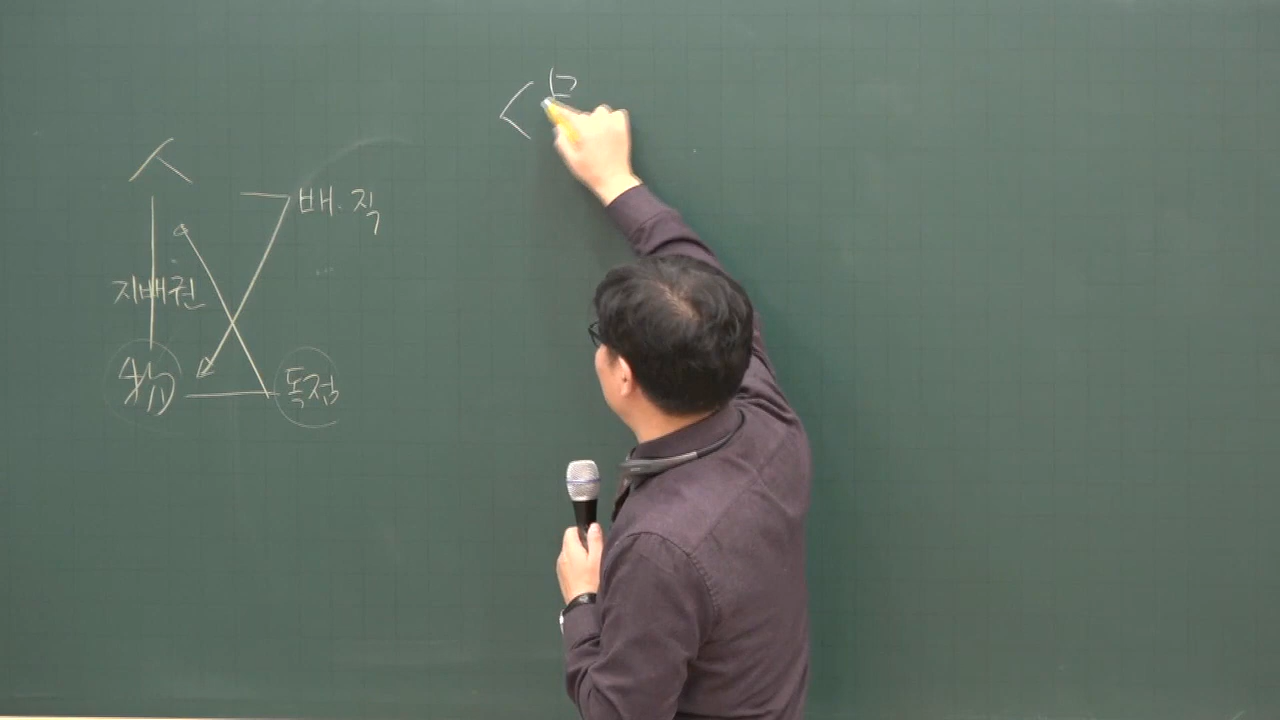 人
배. 직
지배권
物 독점
<